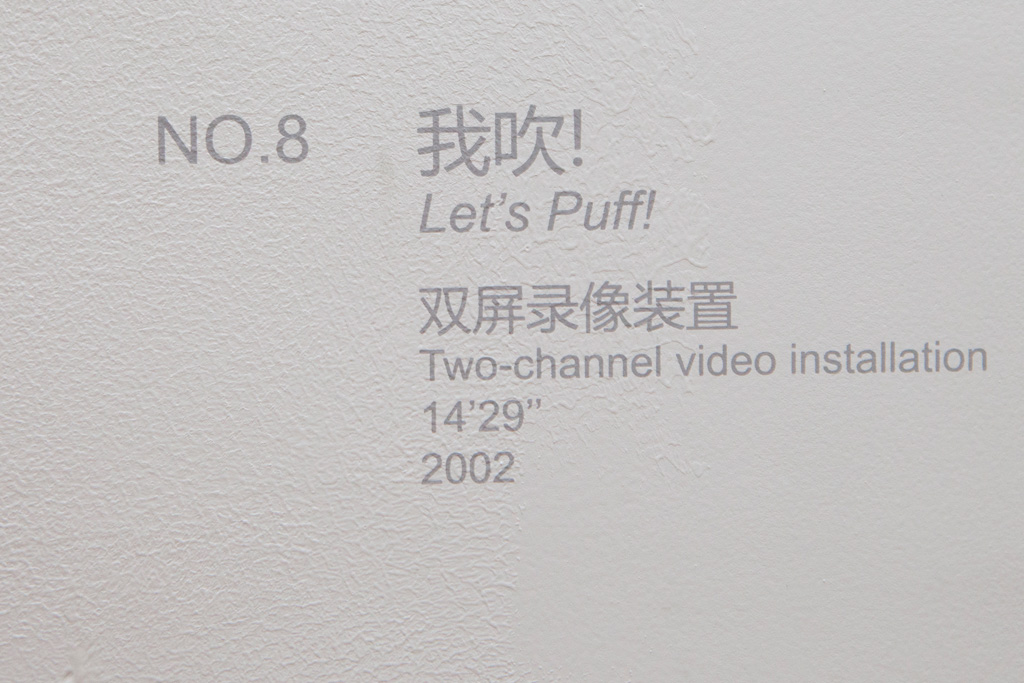 NO.8 我吹!
Let’s Puff!
双屏录像装置
Two-channel video installation
14’29”
2002